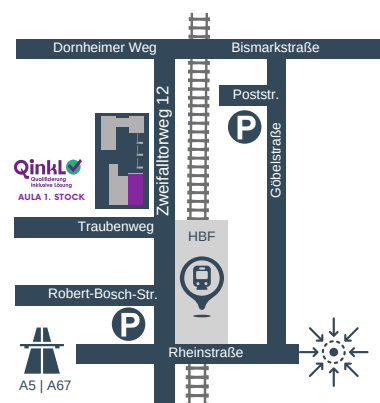 Dornheimer Weg
Bismarkstraße
Poststr.
P
Zweifalltorweg 12
Göbelstraße
QinkLO
Qualifizierung
inklusive Lösung
AULA 1. STOCK
Traubenweg
HBF
Robert-Bosch-Str.
P
Rheinstraße
A5 | A67